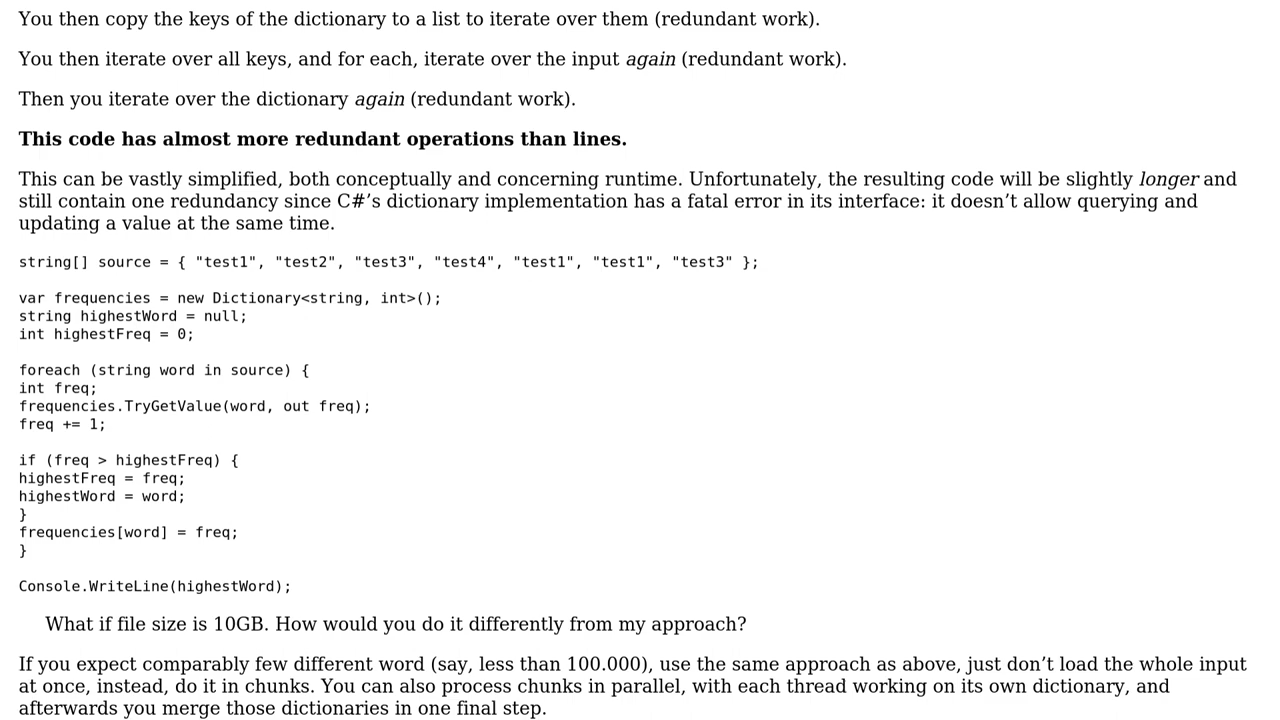 You then copy the keys of the dictionary to a list to iterate over them (redundant work).
You then iterate over all keys, and for each, iterate over the input again (redundant work).
Then you iterate over the dictionary again (redundant work).
This code has almost more redundant operations than lines.
This can be vastly simplified, both conceptually and concerning runtime. Unfortunately, the resulting code will be slightly longer and
still contain one redundancy since C#’s dictionary implementation has a fatal error in its interface: it doesn’t allow querying and
updating a value at the same time.
string[] source = { "test1", "test2", "test3", "test4", "test1", "test1", "test3" };
var frequencies = new Dictionary<string, int>();
string highestWord = null;
int highestFreq = 0;
foreach (string word in source) {
int freq;
frequencies.TryGetValue(word, out freq);
freq += 1;
if (freq > highestFreq) {
highestFreq = freq;
highestWord = word;
}
frequencies[word] = freq;
}
Console.WriteLine(highestWord);
What if file size is 10GB. How would you do it differently from my approach?
If you expect comparably few different word (say, less than 100.000), use the same approach as above, just don’t load the whole input
at once, instead, do it in chunks. You can also process chunks in parallel, with each thread working on its own dictionary, and
afterwards you merge those dictionaries in one final step.